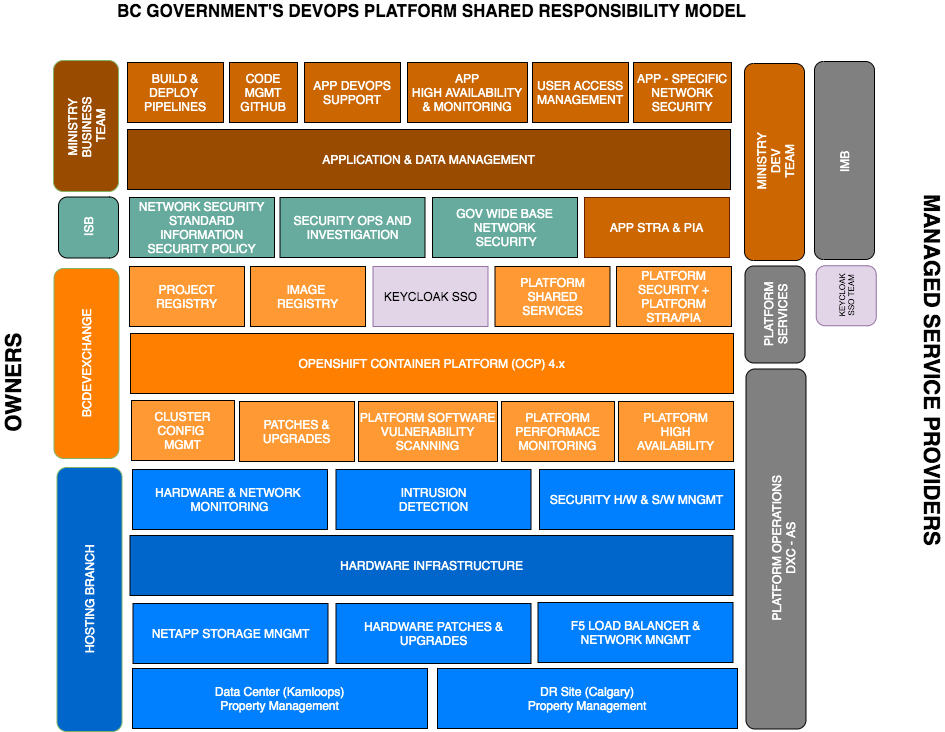 BC GOVERNMENT'S DEVOPS PLATFORM SHARED RESPONSIBILITY MODEL
OWNERS
MINISTRY
BUSINESS
TEAM
BUILD &
DEPLOY
PIPELINES
CODE
MGMT
GITHUB
APP DEVOPS
SUPPORT
APP
HIGH AVAILABILITY
& MONITORING
USER ACCESS
MANAGEMENT
APP - SPECIFIC
NETWORK
SECURITY
APPLICATION & DATA MANAGEMENT
MINISTRY
DEV
TEAM
IMB
ISB
NETWORK SECURITY
STANDARD
INFORMATION
SECURITY POLICY
SECURITY OPS AND
INVESTIGATION
GOV WIDE BASE
NETWORK
SECURITY
APP STRA & PIA
BCDEVEXCHANGE
PROJECT
REGISTRY
IMAGE
REGISTRY
KEYCLOAK SSO
PLATFORM
SHARED
SERVICES
PLATFORM
SECURITY +
PLATFORM
STRA/PIA
PLATFORM
SERVICES
KEYCLOAK
SSO TEAM
OPENSHIFT CONTAINER PLATFORM (OCP) 4.x
CLUSTER
CONFIG
MGMT
PATCHES &
UPGRADES
PLATFORM SOFTWARE
VULNERABILITY
SCANNING
PLATFORM
PERFORMACE
MONITORING
PLATFORM
HIGH
AVAILABILITY
HOSTING BRANCH
HARDWARE & NETWORK
MONITORING
INTRUSION
DETECTION
SECURITY H/W & S/W MNGMT
HARDWARE INFRASTRUCTURE
NETAPP STORAGE MNGMT
HARDWARE PATCHES &
UPGRADES
F5 LOAD BALANCER &
NETWORK MNGMT
Data Center (Kamloops)
Property Management
DR Site (Calgary)
Property Management
PLATFORM OPERATIONS
DXC - AS
MANAGED SERVICE PROVIDERS